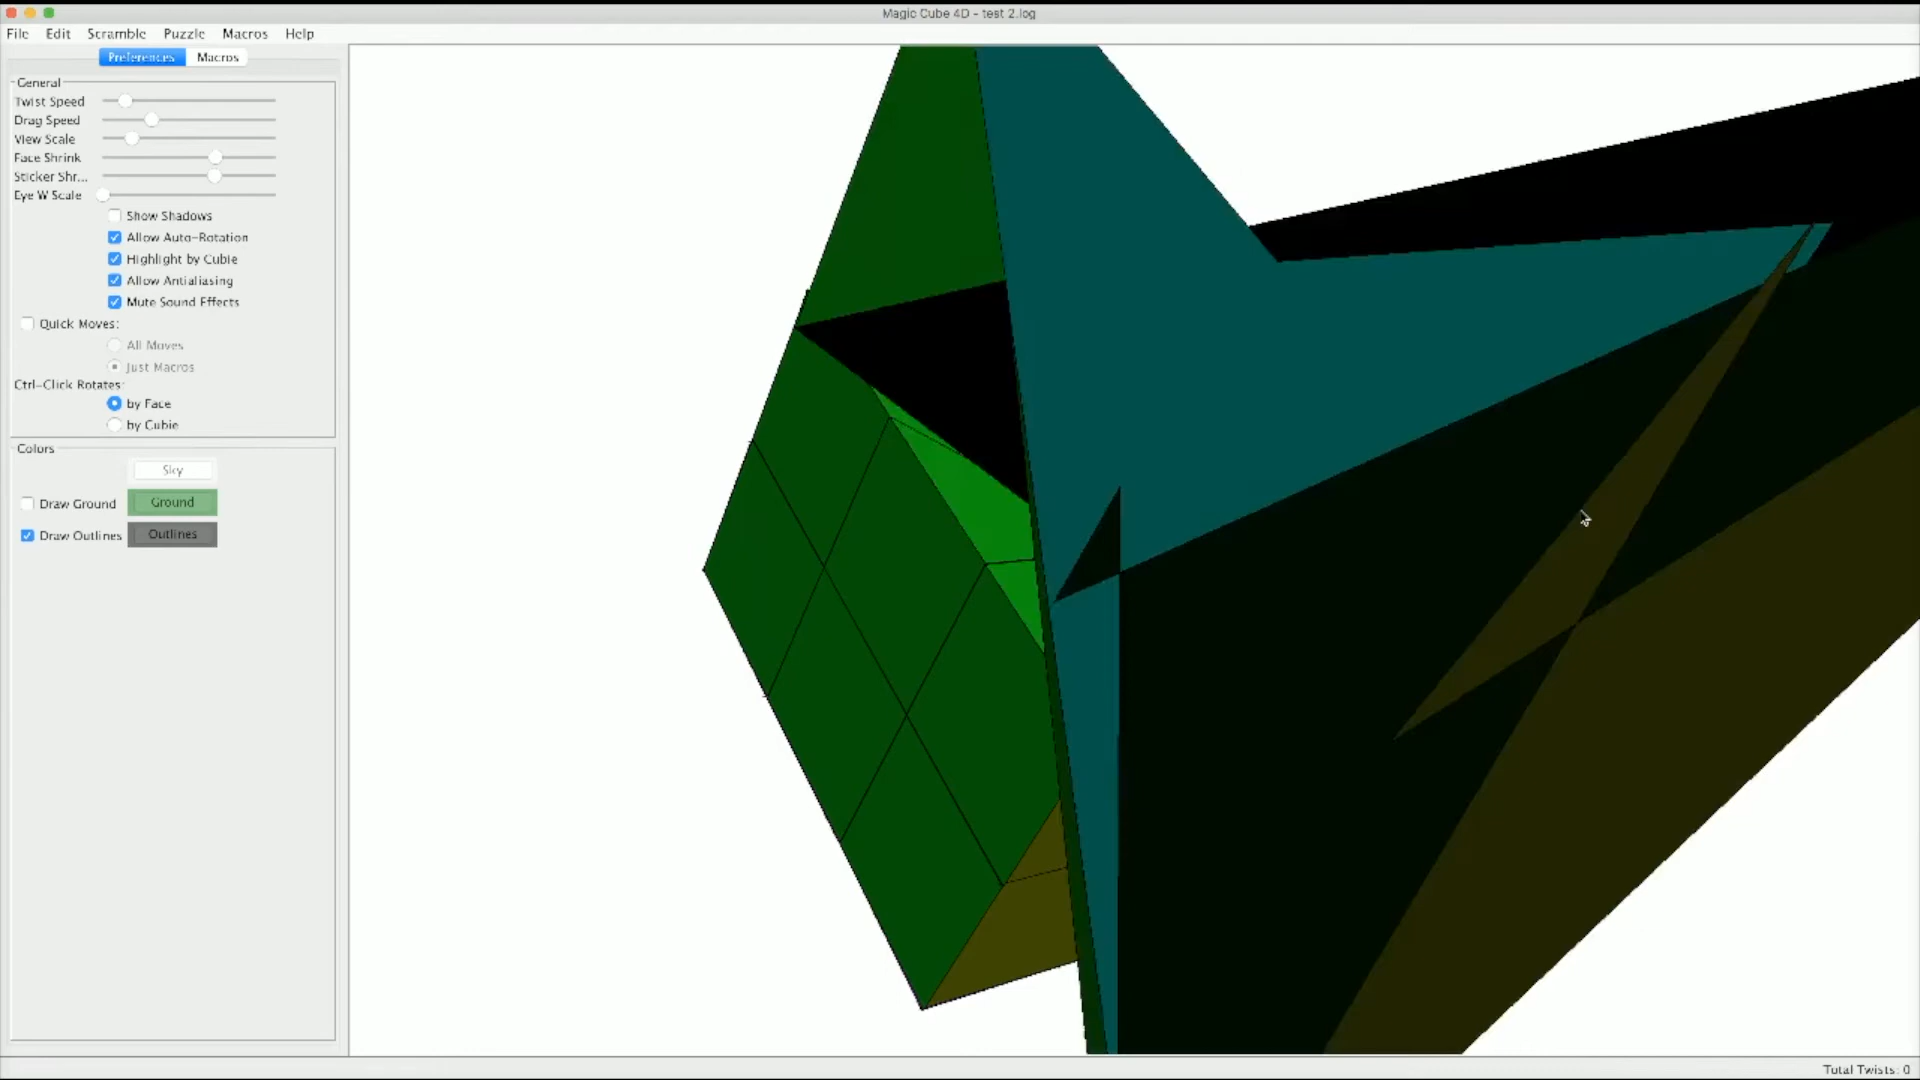 Magic Cube 4D - test 2.log
File Edit Scramble Puzzle Macros Help
Preferences Macros
General
Twist Speed
Drag Speed
View Scale
Face Shrink
Sticker Shr...
Eye W Scale
Show Shadows
Allow Auto-Rotation
Highlight by Cubie
Allow Antialiasing
Mute Sound Effects
Quick Moves:
All Moves
Just Macros
Ctrl-Click Rotates:
by Face
by Cubie
Colors
Sky
Draw Ground Ground
Draw Outlines Outlines
Total Twists: 0